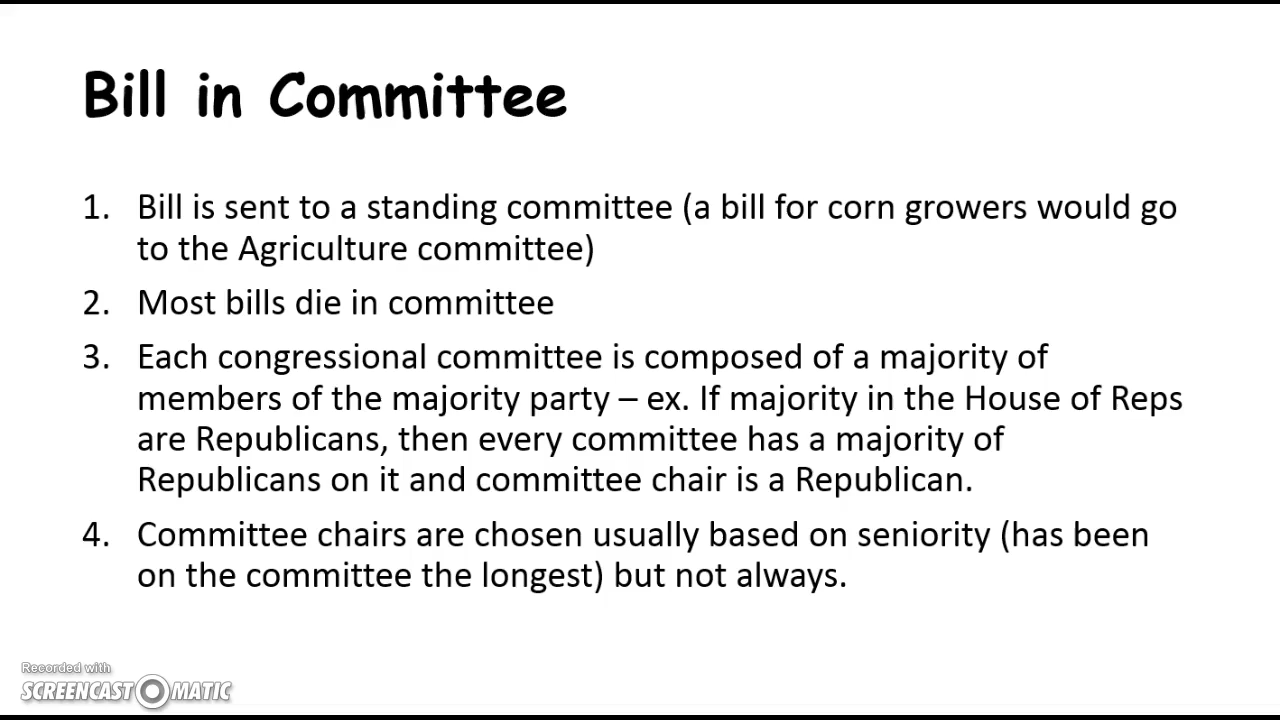 Bill in Committee
1. Bill is sent to a standing committee (a bill for corn growers would go
to the Agriculture committee)
2. Most bills die in committee
3. Each congressional committee is composed of a majority of
members of the majority party – ex. If majority in the House of Reps
are Republicans, then every committee has a majority of
Republicans on it and committee chair is a Republican.
4. Committee chairs are chosen usually based on seniority (has been
on the committee the longest) but not always.
Recorded with
SCREENCAST MATIC